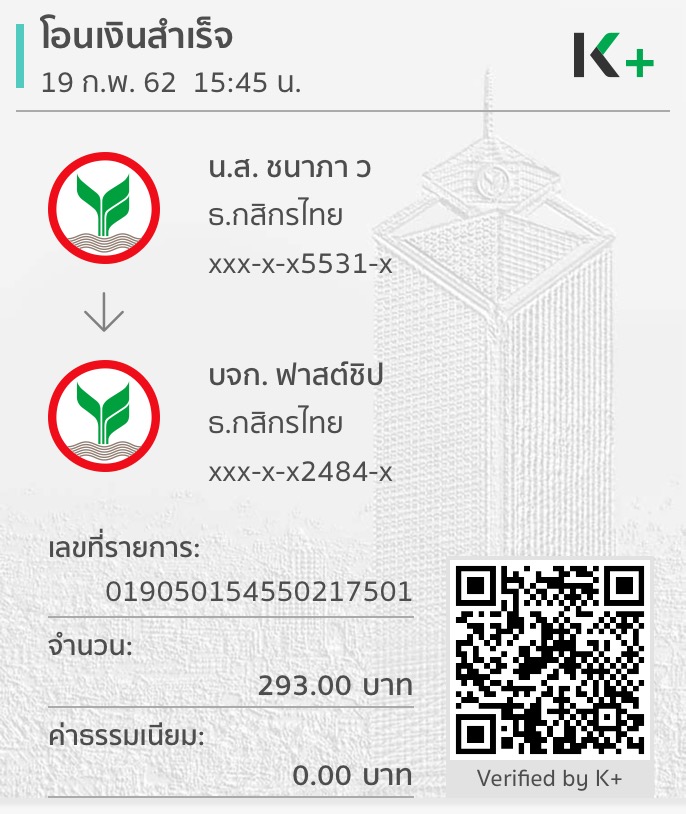 โอนเงินสำเร็จ
19 ก.พ. 62 15:45 น.
K+
น.ส. ชนาภา ว
ธ.กสิกรไทย
xxx-x-x5531-x
บจก. ฟาสต์ชิป
ธ.กสิกรไทย
xxx-x-x2484-x
เลขที่รายการ:
019050154550217501
จำนวน:
293.00 บาท
ค่าธรรมเนียม:
0.00 บาท
Verified by K+